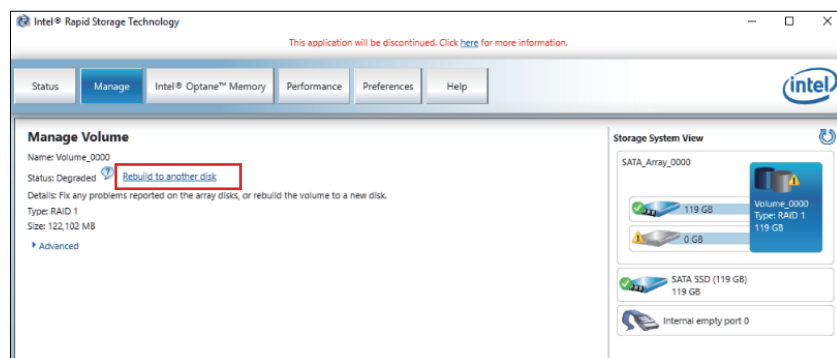 Intel® Rapid Storage Technology
This application will be discontinued. Click here for more information.
Status
Manage
Intel® Optane™ Memory
Performance
Preferences
Help
intel
Manage Volume
Name: Volume_0000
Status: Degraded ? Rebuild to another disk
Details: Fix any problems reported on the array disks, or rebuild the volume to a new disk.
Type: RAID 1
Size: 122,102 MB
Advanced
Storage System View
SATA_Array_0000
119 GB
0 GB
Volume_0000
Type: RAID 1
119 GB
SATA SSD (119 GB)
119 GB
Internal empty port 0